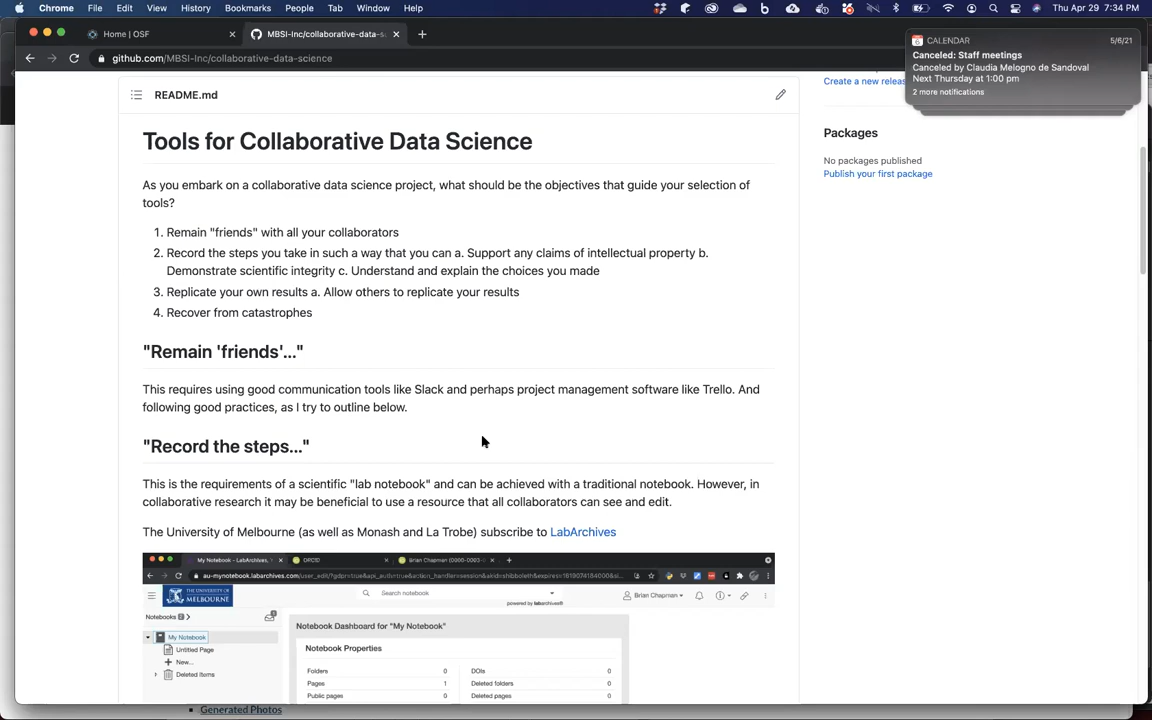 Chrome File Edit View History Bookmarks People Tab Window Help Thu Apr 29 7:34 PM
Home | OSF MBSI-Inc/collaborative-data-s
github.com/MBSI-Inc/collaborative-data-science
CALENDAR 5/6/21
Canceled: Staff meetings
Canceled by Claudia Melogno de Sandoval
Next Thursday at 1:00 pm
2 more notifications
Create a new releas
Packages
No packages published
Publish your first package
README.md
Tools for Collaborative Data Science
As you embark on a collaborative data science project, what should be the objectives that guide your selection of
tools?
1. Remain "friends" with all your collaborators
2. Record the steps you take in such a way that you can a. Support any claims of intellectual property b.
Demonstrate scientific integrity c. Understand and explain the choices you made
3. Replicate your own results a. Allow others to replicate your results
4. Recover from catastrophes
"Remain 'friends'..."
This requires using good communication tools like Slack and perhaps project management software like Trello. And
following good practices, as I try to outline below.
"Record the steps..."
This is the requirements of a scientific "lab notebook" and can be achieved with a traditional notebook. However, in
collaborative research it may be beneficial to use a resource that all collaborators can see and edit.
The University of Melbourne (as well as Monash and La Trobe) subscribe to LabArchives
My Notebook - LabArchives, ORCID Brian Chapman (0000-0003-
THE UNIVERSITY OF MELBOURNE Search notebook Brian Chapman
powered by labarchives
Notebooks
My Notebook
Untitled Page
New...
Deleted Items
Notebook Dashboard for "My Notebook"
Notebook Properties
Folders 0 DOIs 0
Pages 1 Deleted folders 0
Public pages 0 Deleted pages 0
Generated Photos